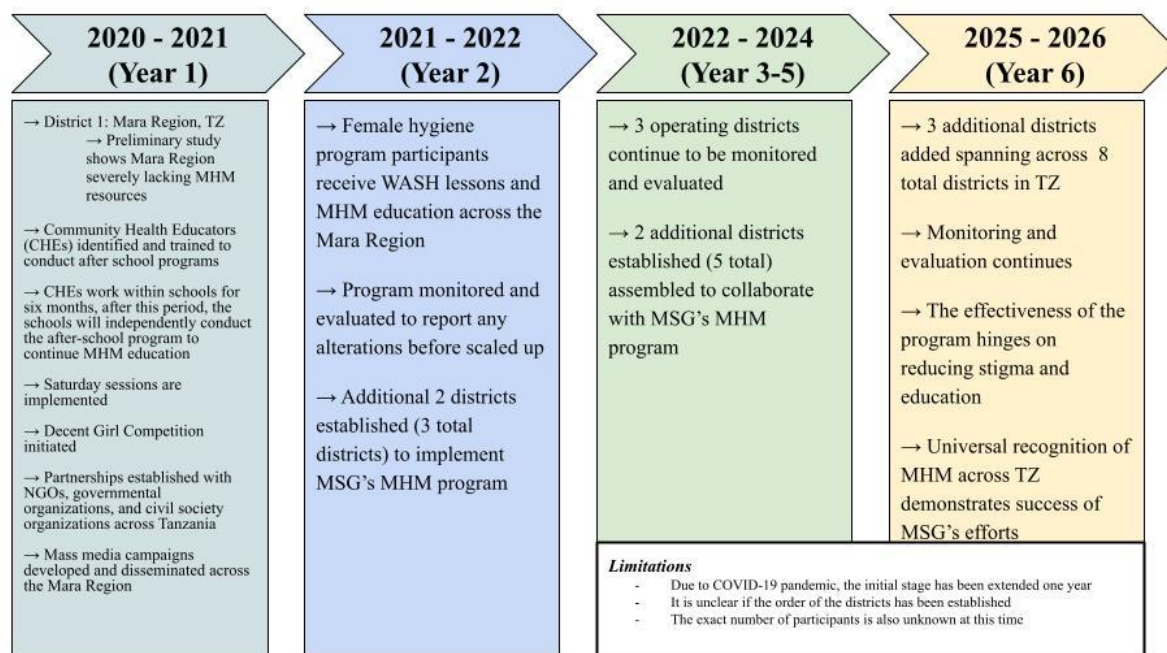 2020 - 2021
(Year 1)
→ District 1: Mara Region, TZ
→ Preliminary study
shows Mara Region
severely lacking MHM
resources
→ Community Health Educators
(CHEs) identified and trained to
conduct after school programs
→ CHEs work within schools for
six months, after this period, the
schools will independently conduct
the after-school program to
continue MHM education
→ Saturday sessions are
implemented
→ Decent Girl Competition
initiated
→ Partnerships established with
NGOs, governmental
organizations, and civil society
organizations across Tanzania
→ Mass media campaigns
developed and disseminated across
the Mara Region
2021 - 2022
(Year 2)
→ Female hygiene
program participants
receive WASH lessons and
MHM education across the
Mara Region
→ Program monitored and
evaluated to report any
alterations before scaled up
→ Additional 2 districts
established (3 total
districts) to implement
MSG's MHM program
2022 - 2024
(Year 3-5)
→ 3 operating districts
continue to be monitored
and evaluated
→ 2 additional districts
established (5 total)
assembled to collaborate
with MSG's MHM
program
2025 - 2026
(Year 6)
→ 3 additional districts
added spanning across 8
total districts in TZ
→ Monitoring and
evaluation continues
→ The effectiveness of the
program hinges on
reducing stigma and
education
→ Universal recognition of
MHM across TZ
demonstrates success of
MSG's efforts
Limitations
- Due to COVID-19 pandemic, the initial stage has been extended one year
- It is unclear if the order of the districts has been established
- The exact number of participants is also unknown at this time